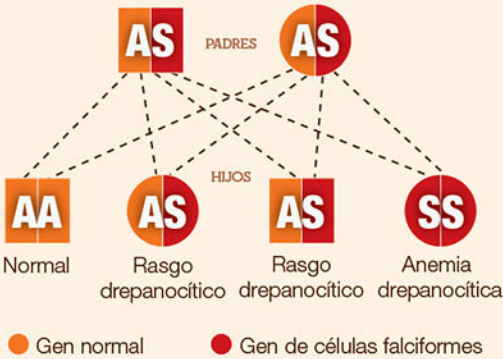 AS PADRES AS
HIJOS
AA AS AS SS
Normal Rasgo Rasgo Anemia
drepanocítico drepanocítico drepanocítica
Gen normal Gen de células falciformes